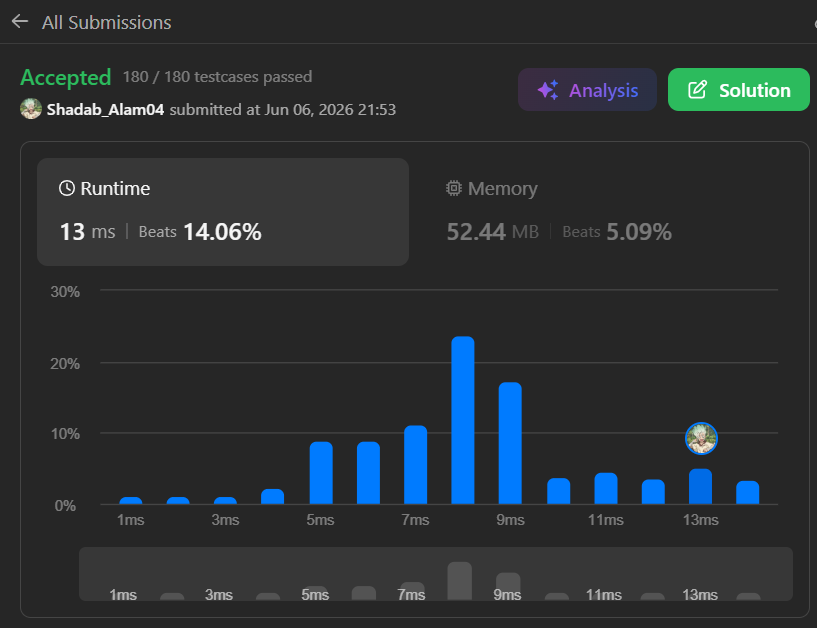 All Submissions
Accepted 180 / 180 testcases passed
Shadab_Alam04 submitted at Jun 06, 2026 21:53
Analysis
Solution
Runtime
13 ms | Beats 14.06%
Memory
52.44 MB | Beats 5.09%
30%
20%
10%
0%
1ms 3ms 5ms 7ms 9ms 11ms 13ms
1ms 3ms 5ms 7ms 9ms 11ms 13ms